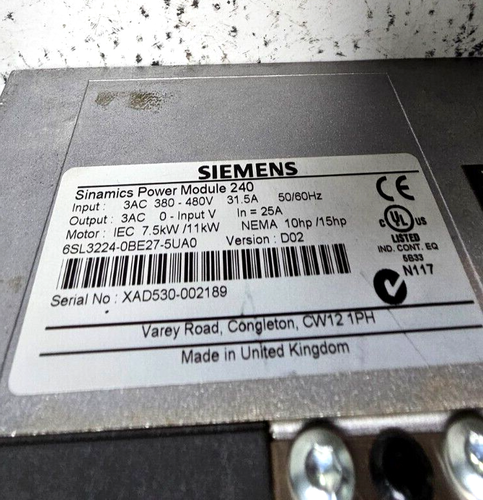 SIEMENS
Sinamics Power Module 240
Input : 3AC 380 - 480V 31.5A 50/60Hz
Output : 3AC 0 - Input V In = 25A
Motor : IEC 7.5kW /11kW NEMA 10hp /15hp
6SL3224-0BE27-5UA0 Version : D02
Serial No : XAD530-002189
Varey Road, Congleton, CW12 1PH
Made in United Kingdom
CE
C UL US
LISTED
IND. CONT. EQ
5B33
N117